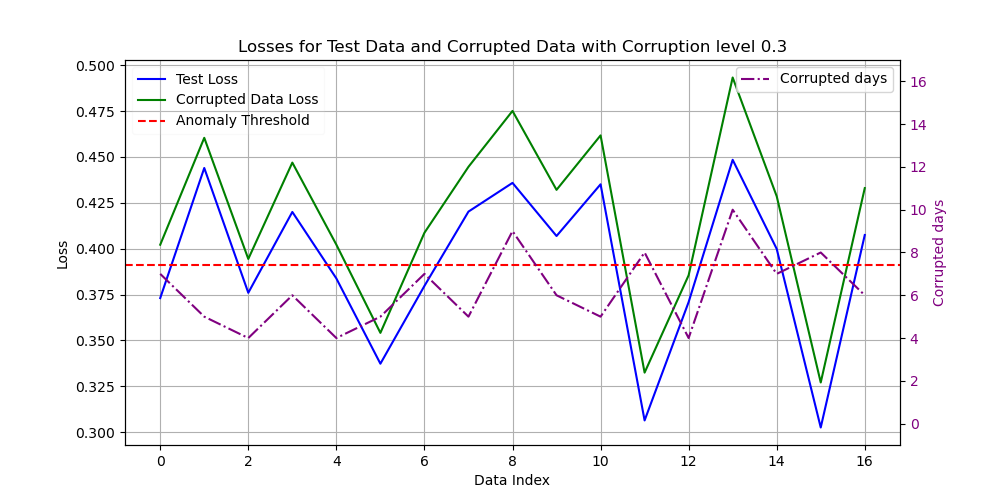 Losses for Test Data and Corrupted Data with Corruption level 0.3
Test Loss
Corrupted Data Loss
Anomaly Threshold
Corrupted days
0.500
0.475
0.450
0.425
0.400
0.375
0.350
0.325
0.300
Loss
16
14
12
10
8
6
4
2
0
Corrupted days
0 2 4 6 8 10 12 14 16
Data Index